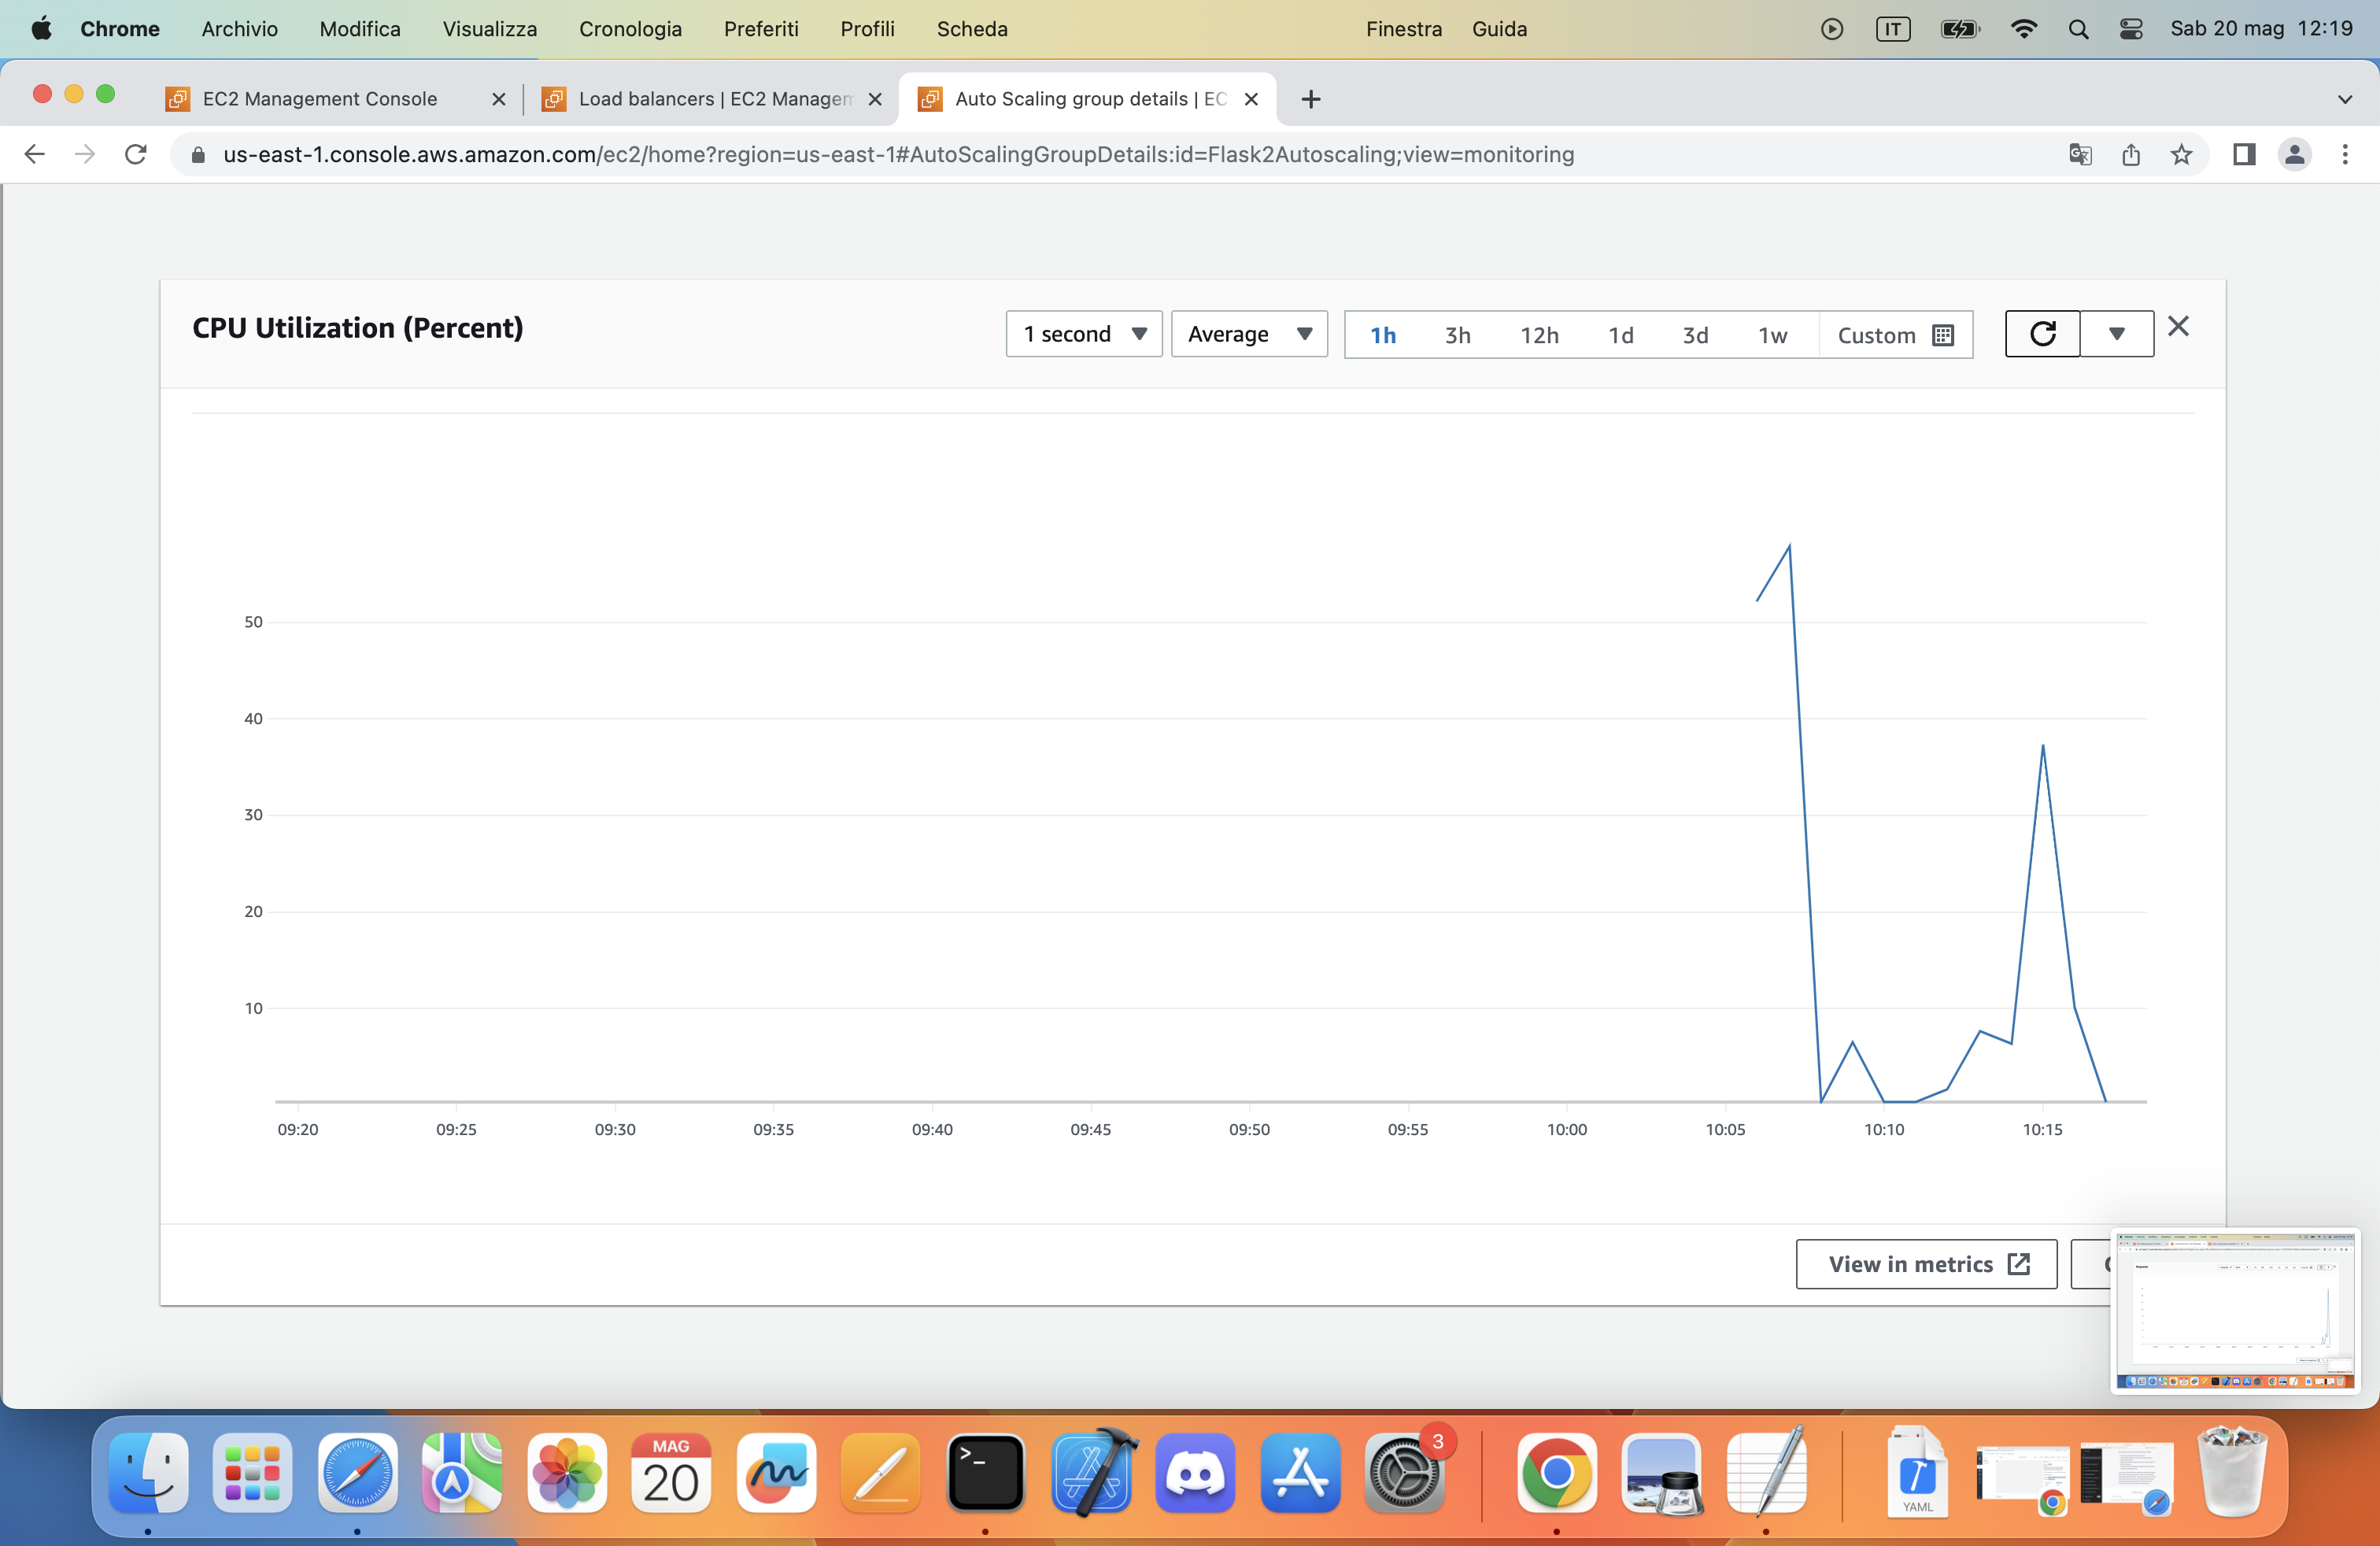 Chrome Archivio Modifica Visualizza Cronologia Preferiti Profili Scheda Finestra Guida IT Sab 20 mag 12:19
EC2 Management Console Load balancers | EC2 Managem Auto Scaling group details | EC
us-east-1.console.aws.amazon.com/ec2/home?region=us-east-1#AutoScalingGroupDetails:id=Flask2Autoscaling;view=monitoring
CPU Utilization (Percent) 1 second Average 1h 3h 12h 1d 3d 1w Custom
50
40
30
20
10
09:20 09:25 09:30 09:35 09:40 09:45 09:50 09:55 10:00 10:05 10:10 10:15
View in metrics
MAG
20
>_
3
YAML